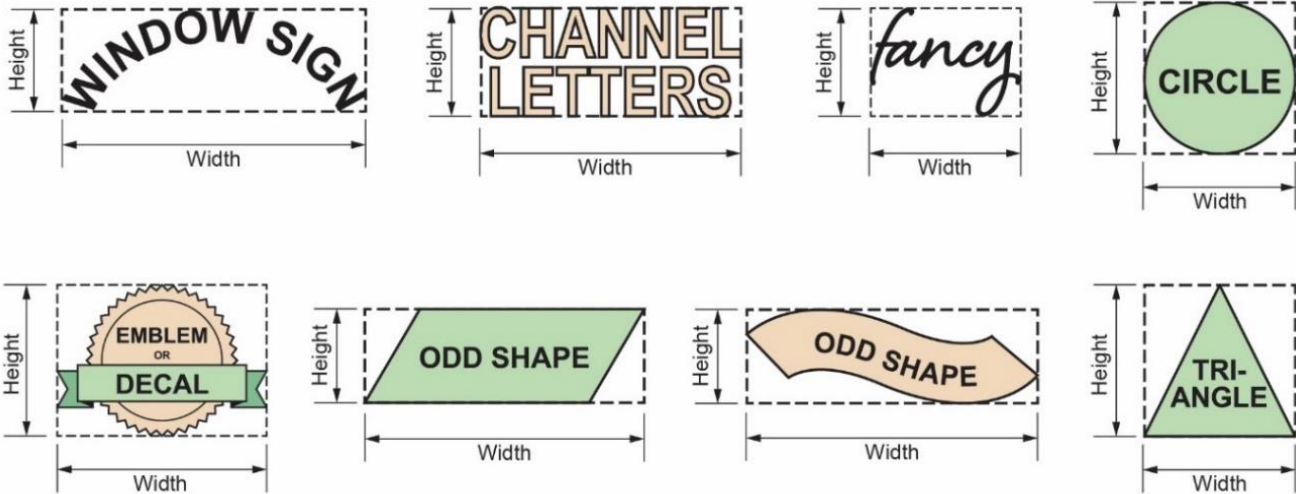 Height
WINDOW SIGN
Width
Height
CHANNEL
LETTERS
Width
Height
fancy
Width
Height
CIRCLE
Width
Height
EMBLEM
OR
DECAL
Width
Height
ODD SHAPE
Width
Height
ODD SHAPE
Width
Height
TRI-
ANGLE
Width